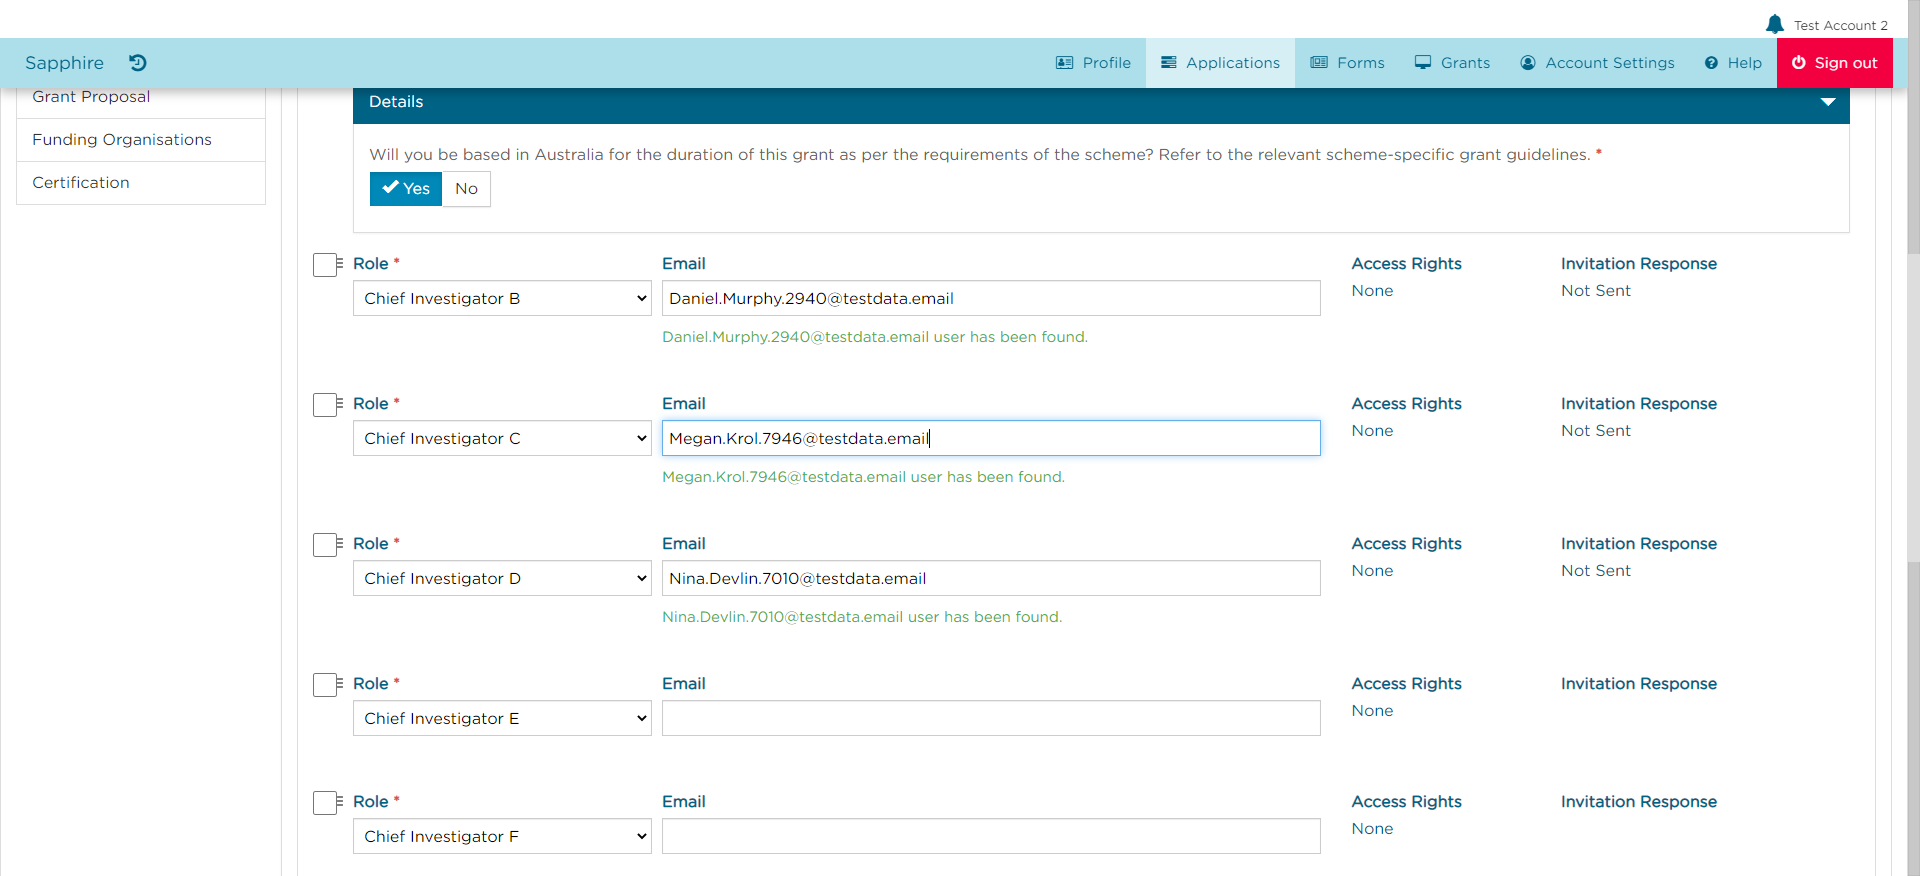 Test Account 2
Sapphire
Profile
Applications
Forms
Grants
Account Settings
Help
Sign out
Grant Proposal
Funding Organisations
Certification
Details
Will you be based in Australia for the duration of this grant as per the requirements of the scheme? Refer to the relevant scheme-specific grant guidelines. *
Yes No
Role * Email Access Rights Invitation Response
Chief Investigator B Daniel.Murphy.2940@testdata.email None Not Sent
Daniel.Murphy.2940@testdata.email user has been found.
Role * Email Access Rights Invitation Response
Chief Investigator C Megan.Krol.7946@testdata.email None Not Sent
Megan.Krol.7946@testdata.email user has been found.
Role * Email Access Rights Invitation Response
Chief Investigator D Nina.Devlin.7010@testdata.email None Not Sent
Nina.Devlin.7010@testdata.email user has been found.
Role * Email Access Rights Invitation Response
Chief Investigator E None
Role * Email Access Rights Invitation Response
Chief Investigator F None